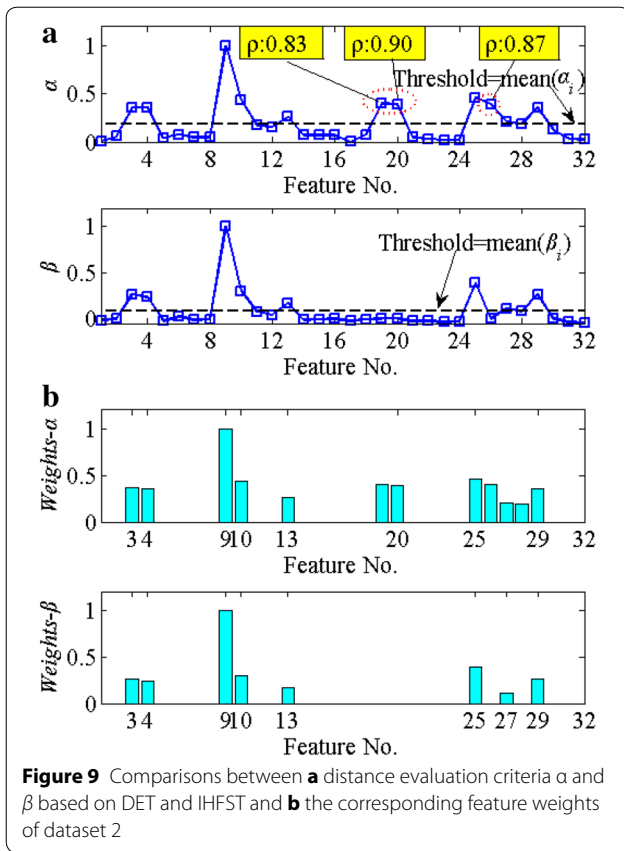 a
ρ:0.83 ρ:0.90 ρ:0.87
Threshold=mean(α_i)
α
1
0.5
0
4 8 12 16 20 24 28 32
Feature No.
Threshold=mean(β_i)
β
1
0.5
0
4 8 12 16 20 24 28 32
Feature No.
b
Weights-α
1
0.5
0
3 4 9 10 13 20 25 29 32
Feature No.
Weights-β
1
0.5
0
3 4 9 10 13 25 27 29 32
Feature No.
Figure 9 Comparisons between a distance evaluation criteria α and
β based on DET and IHFST and b the corresponding feature weights
of dataset 2